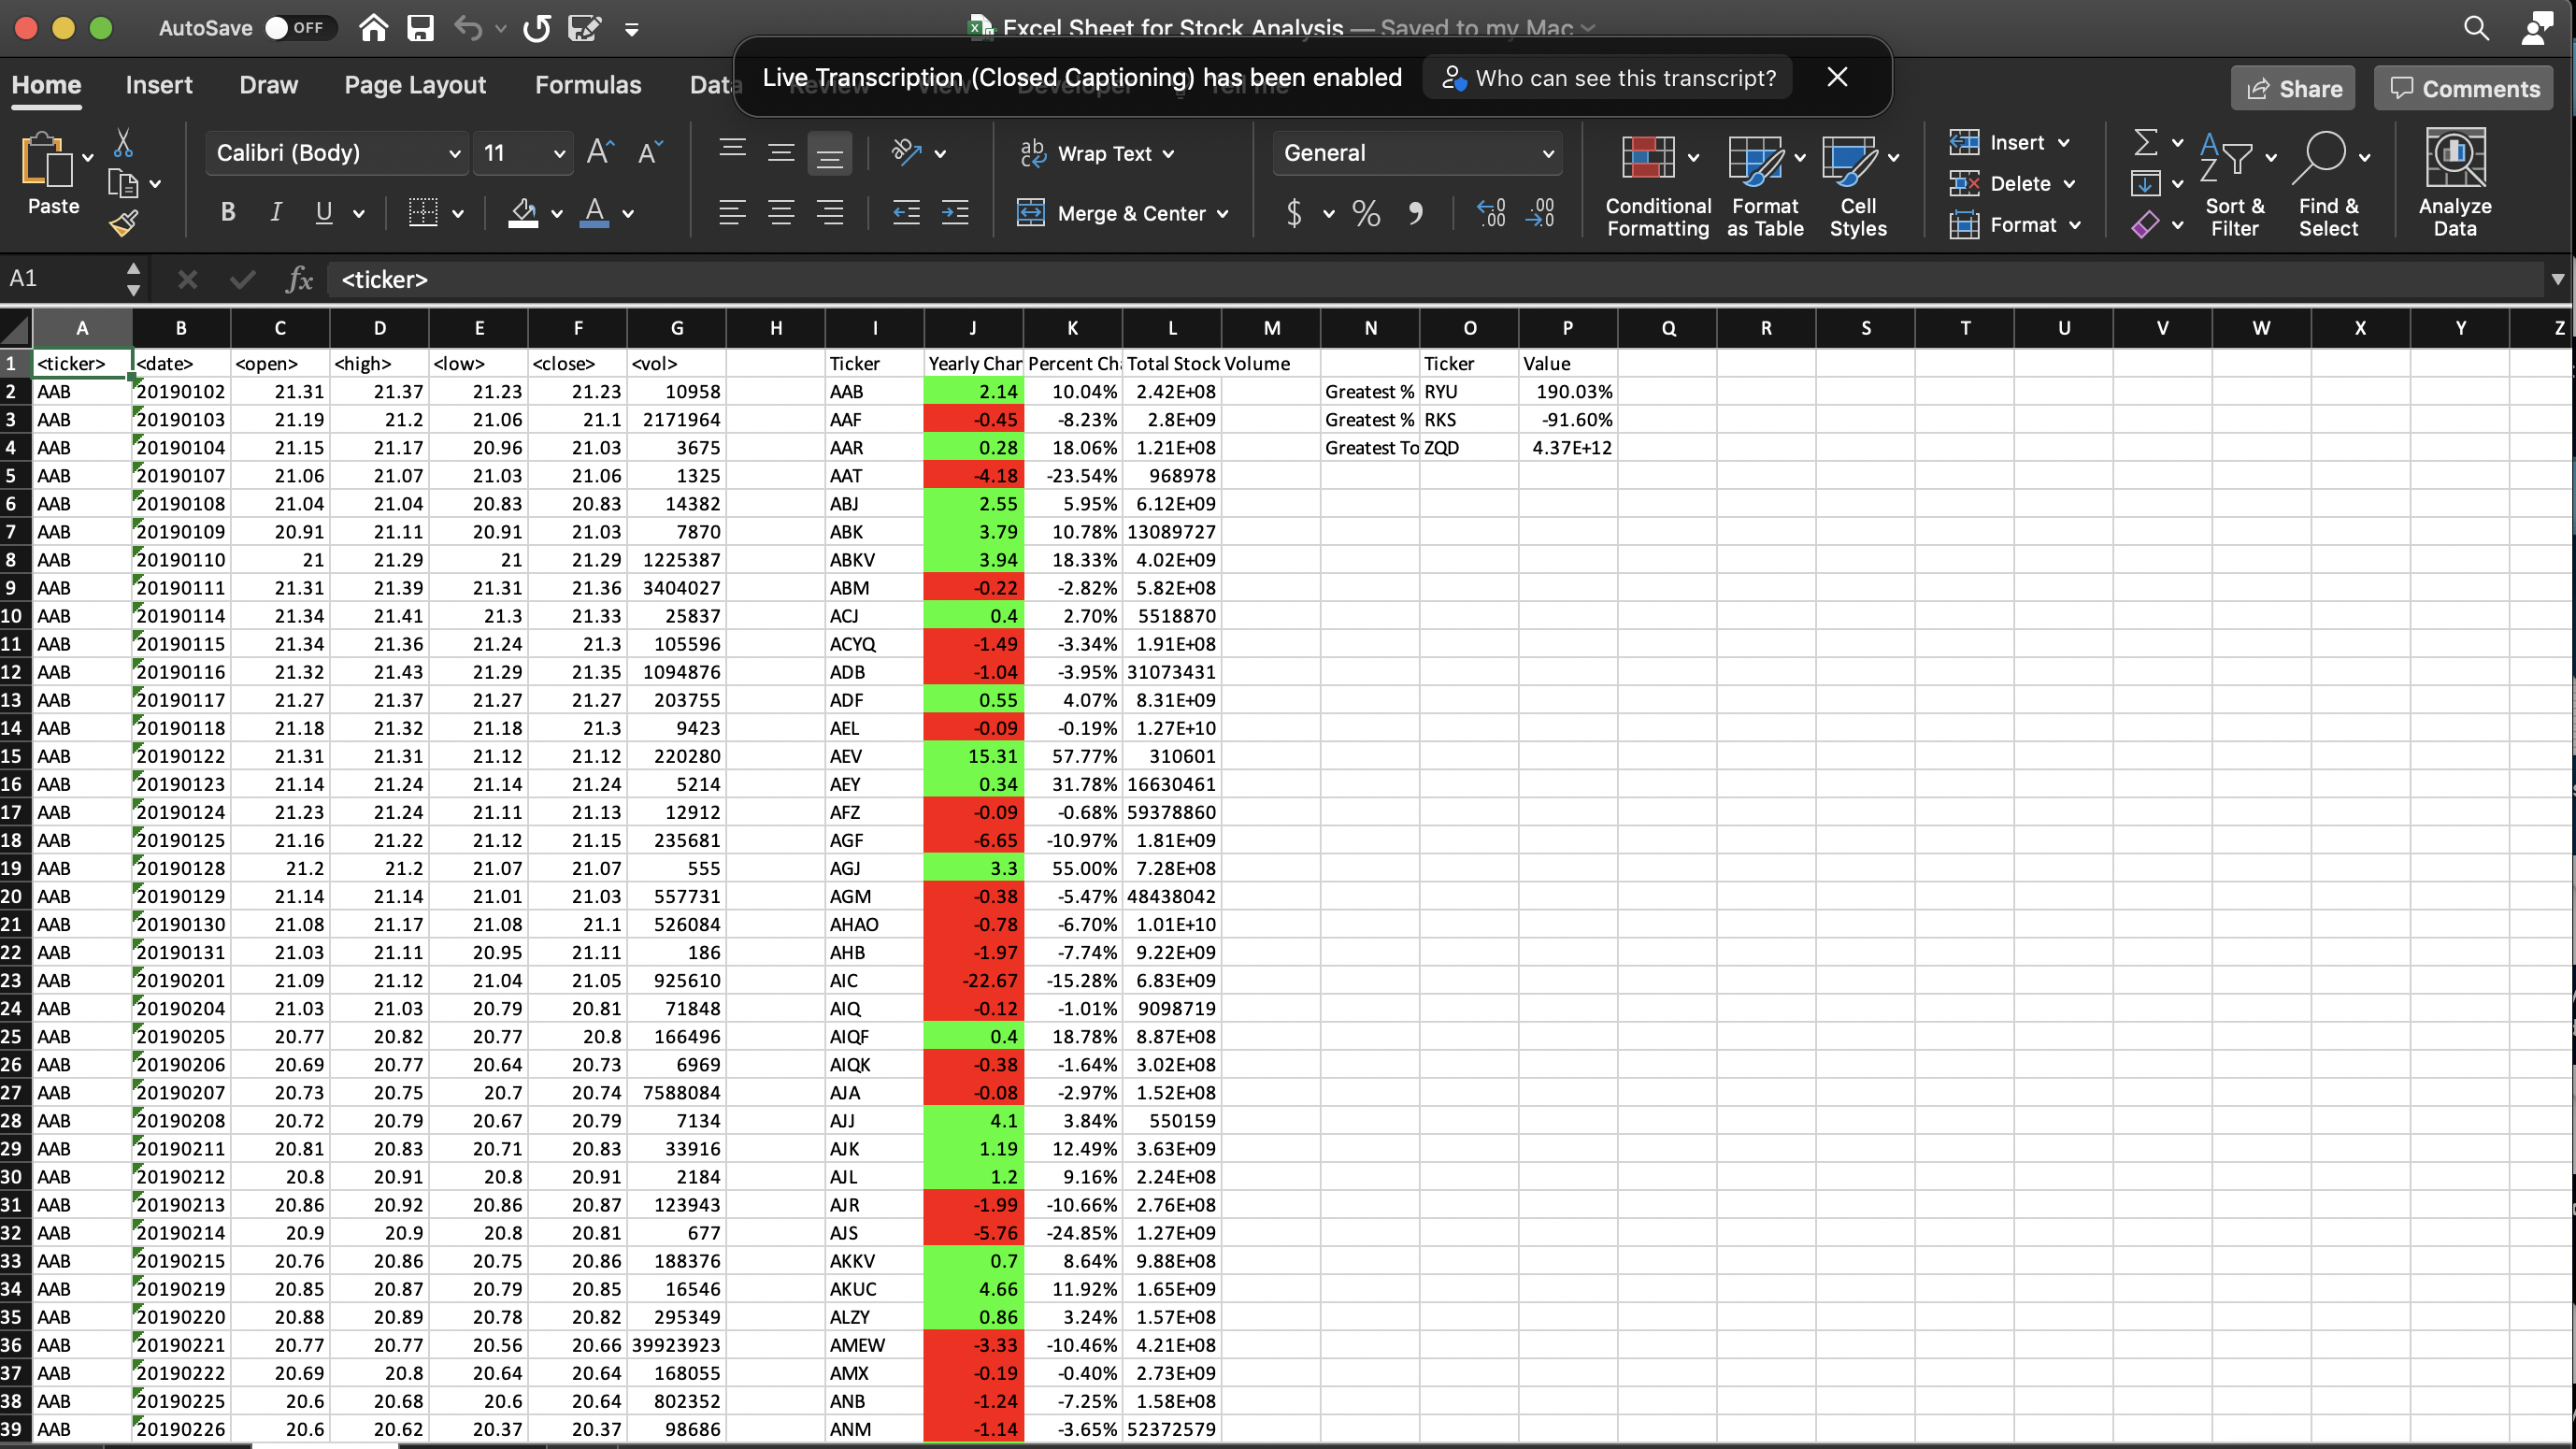 AutoSave OFF Excel Sheet for Stock Analysis — Saved to my Mac
Live Transcription (Closed Captioning) has been enabled Who can see this transcript?
Home Insert Draw Page Layout Formulas Data Review View Developer Tell me Share Comments
Paste Calibri (Body) 11 Wrap Text General Insert
Merge & Center Delete
Conditional Formatting Format as Table Cell Styles Format Sort & Filter Find & Select Analyze Data
A1 fx <ticker>
A B C D E F G H I J K L M N O P Q R S T U V W X Y Z
1 <ticker> <date> <open> <high> <low> <close> <vol> Ticker Yearly Char Percent Ch Total Stock Volume Ticker Value
2 AAB 20190102 21.31 21.37 21.23 21.23 10958 AAB 2.14 10.04% 2.42E+08 Greatest % RYU 190.03%
3 AAB 20190103 21.19 21.2 21.06 21.1 2171964 AAF -0.45 -8.23% 2.8E+09 Greatest % RKS -91.60%
4 AAB 20190104 21.15 21.17 20.96 21.03 3675 AAR 0.28 18.06% 1.21E+08 Greatest To ZQD 4.37E+12
5 AAB 20190107 21.06 21.07 21.03 21.06 1325 AAT -4.18 -23.54% 968978
6 AAB 20190108 21.04 21.04 20.83 20.83 14382 ABJ 2.55 5.95% 6.12E+09
7 AAB 20190109 20.91 21.11 20.91 21.03 7870 ABK 3.79 10.78% 13089727
8 AAB 20190110 21 21.29 21 21.29 1225387 ABKV 3.94 18.33% 4.02E+09
9 AAB 20190111 21.31 21.39 21.31 21.36 3404027 ABM -0.22 -2.82% 5.82E+08
10 AAB 20190114 21.34 21.41 21.3 21.33 25837 ACJ 0.4 2.70% 5518870
11 AAB 20190115 21.34 21.36 21.24 21.3 105596 ACYQ -1.49 -3.34% 1.91E+08
12 AAB 20190116 21.32 21.43 21.29 21.35 1094876 ADB -1.04 -3.95% 31073431
13 AAB 20190117 21.27 21.37 21.27 21.27 203755 ADF 0.55 4.07% 8.31E+09
14 AAB 20190118 21.18 21.32 21.18 21.3 9423 AEL -0.09 -0.19% 1.27E+10
15 AAB 20190122 21.31 21.31 21.12 21.12 220280 AEV 15.31 57.77% 310601
16 AAB 20190123 21.14 21.24 21.14 21.24 5214 AEY 0.34 31.78% 16630461
17 AAB 20190124 21.23 21.24 21.11 21.13 12912 AFZ -0.09 -0.68% 59378860
18 AAB 20190125 21.16 21.22 21.12 21.15 235681 AGF -6.65 -10.97% 1.81E+09
19 AAB 20190128 21.2 21.2 21.07 21.07 555 AGJ 3.3 55.00% 7.28E+08
20 AAB 20190129 21.14 21.14 21.01 21.03 557731 AGM -0.38 -5.47% 48438042
21 AAB 20190130 21.08 21.17 21.08 21.1 526084 AHAO -0.78 -6.70% 1.01E+10
22 AAB 20190131 21.03 21.11 20.95 21.11 186 AHB -1.97 -7.74% 9.22E+09
23 AAB 20190201 21.09 21.12 21.04 21.05 925610 AIC -22.67 -15.28% 6.83E+09
24 AAB 20190204 21.03 21.03 20.79 20.81 71848 AIQ -0.12 -1.01% 9098719
25 AAB 20190205 20.77 20.82 20.77 20.8 166496 AIQF 0.4 18.78% 8.87E+08
26 AAB 20190206 20.69 20.77 20.64 20.73 6969 AIQK -0.38 -1.64% 3.02E+08
27 AAB 20190207 20.73 20.75 20.7 20.74 7588084 AJA -0.08 -2.97% 1.52E+08
28 AAB 20190208 20.72 20.79 20.67 20.79 7134 AJJ 4.1 3.84% 550159
29 AAB 20190211 20.81 20.83 20.71 20.83 33916 AJK 1.19 12.49% 3.63E+09
30 AAB 20190212 20.8 20.91 20.8 20.91 2184 AJL 1.2 9.16% 2.24E+08
31 AAB 20190213 20.86 20.92 20.86 20.87 123943 AJR -1.99 -10.66% 2.76E+08
32 AAB 20190214 20.9 20.9 20.8 20.81 677 AJS -5.76 -24.85% 1.27E+09
33 AAB 20190215 20.76 20.86 20.75 20.86 188376 AKKV 0.7 8.64% 9.88E+08
34 AAB 20190219 20.85 20.87 20.79 20.85 16546 AKUC 4.66 11.92% 1.65E+09
35 AAB 20190220 20.88 20.89 20.78 20.82 295349 ALZY 0.86 3.24% 1.57E+08
36 AAB 20190221 20.77 20.77 20.56 20.66 39923923 AMEW -3.33 -10.46% 4.21E+08
37 AAB 20190222 20.69 20.8 20.64 20.64 168055 AMX -0.19 -0.40% 2.73E+09
38 AAB 20190225 20.6 20.68 20.6 20.64 802352 ANB -1.24 -7.25% 1.58E+08
39 AAB 20190226 20.6 20.62 20.37 20.37 98686 ANM -1.14 -3.65% 52372579